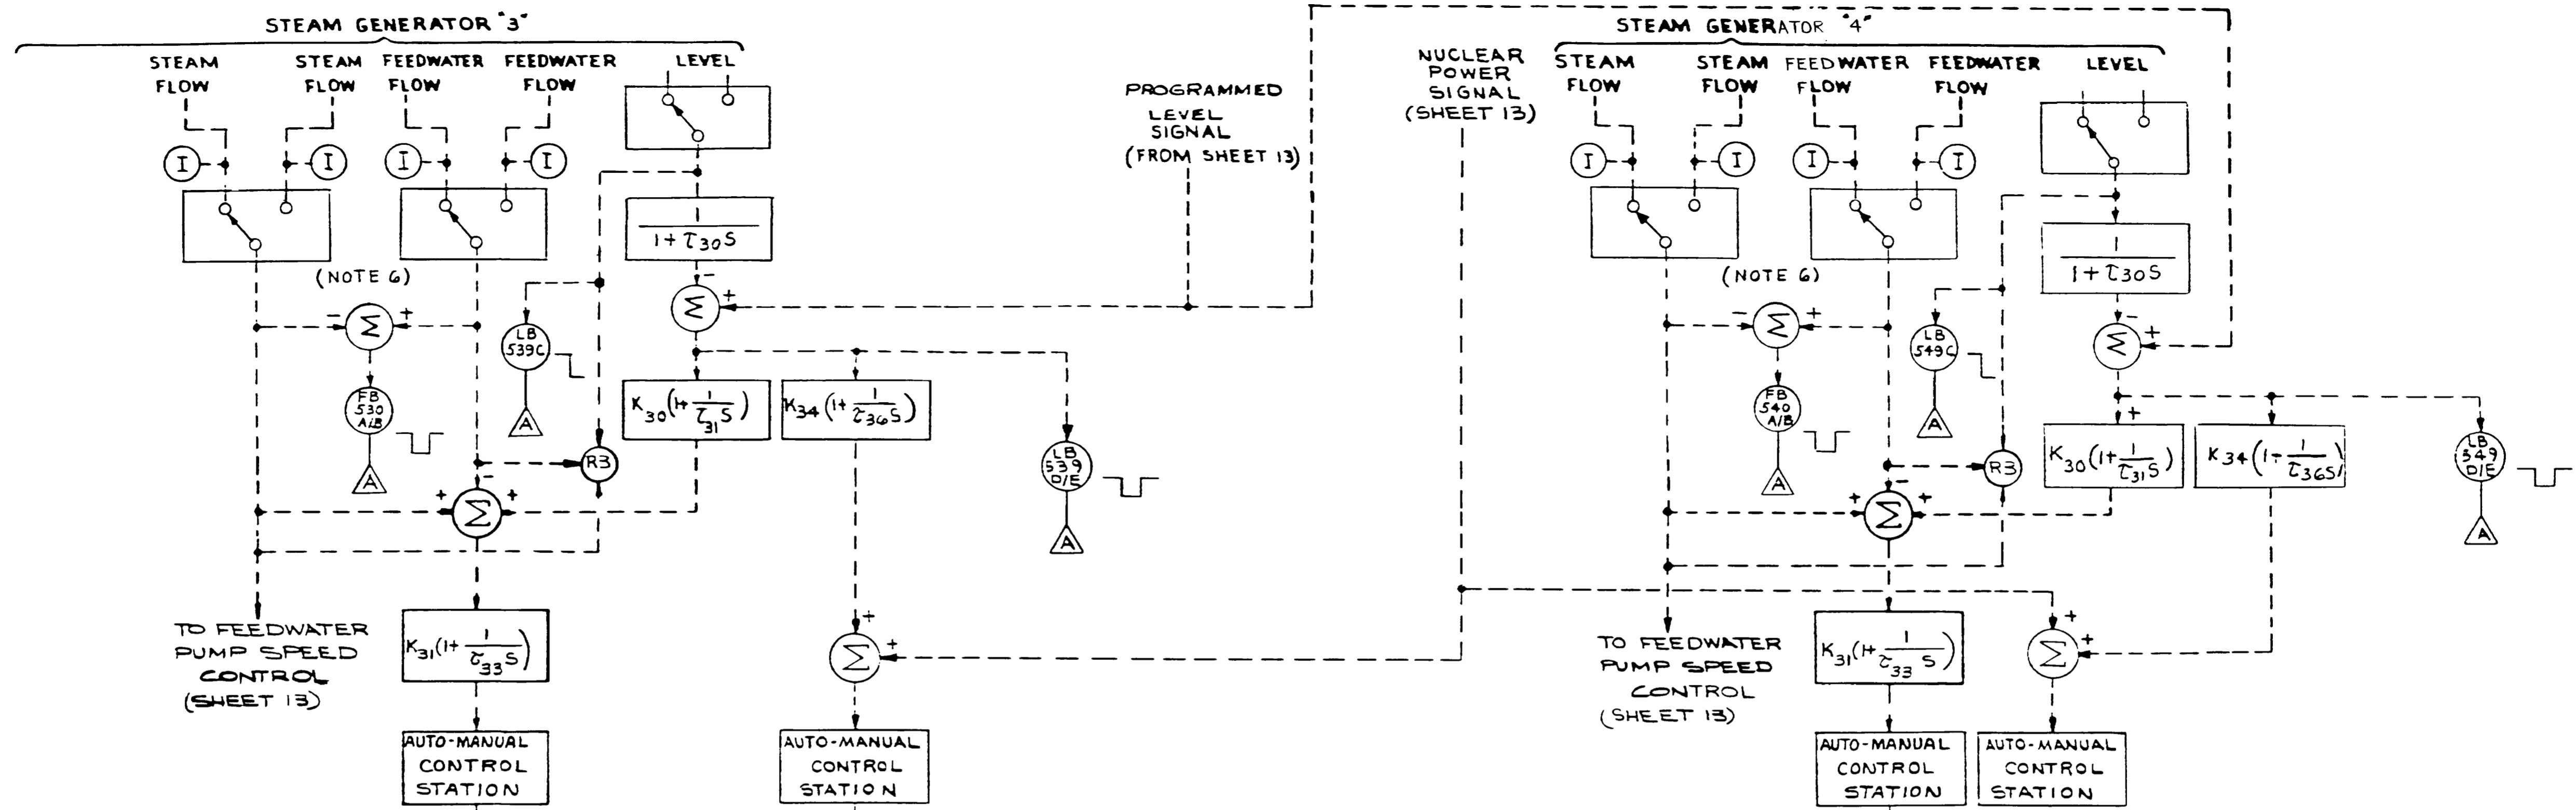 STEAM GENERATOR "3"
STEAM FLOW
STEAM FLOW
FEEDWATER FLOW
FEEDWATER FLOW
LEVEL
I
I
I
I
1+τ30S
(NOTE 6)
-
Σ
+
-
Σ
+
LB 539C
A
FB 530 A/B
A
K30(1+1/τ31S)
K34(1+1/τ36S)
LB 539 D/E
A
R3
-
+
Σ
+
TO FEEDWATER
PUMP SPEED
CONTROL
(SHEET 13)
K31(1+1/τ33S)
+
Σ
+
AUTO-MANUAL
CONTROL
STATION
AUTO-MANUAL
CONTROL
STATION
PROGRAMMED
LEVEL
SIGNAL
(FROM SHEET 13)
NUCLEAR
POWER
SIGNAL
(SHEET 13)
STEAM GENERATOR "4"
STEAM FLOW
STEAM FLOW
FEEDWATER FLOW
FEEDWATER FLOW
LEVEL
I
I
I
I
1/1+τ30S
(NOTE 6)
-
Σ
+
-
Σ
+
LB 549C
A
FB 540 A/B
A
+
K30(1+1/τ31S)
K34(1+1/τ36S)
LB 549 D/E
A
R3
-
+
Σ
+
TO FEEDWATER
PUMP SPEED
CONTROL
(SHEET 13)
K31(1+1/τ33S)
+
Σ
+
AUTO-MANUAL
CONTROL
STATION
AUTO-MANUAL
CONTROL
STATION